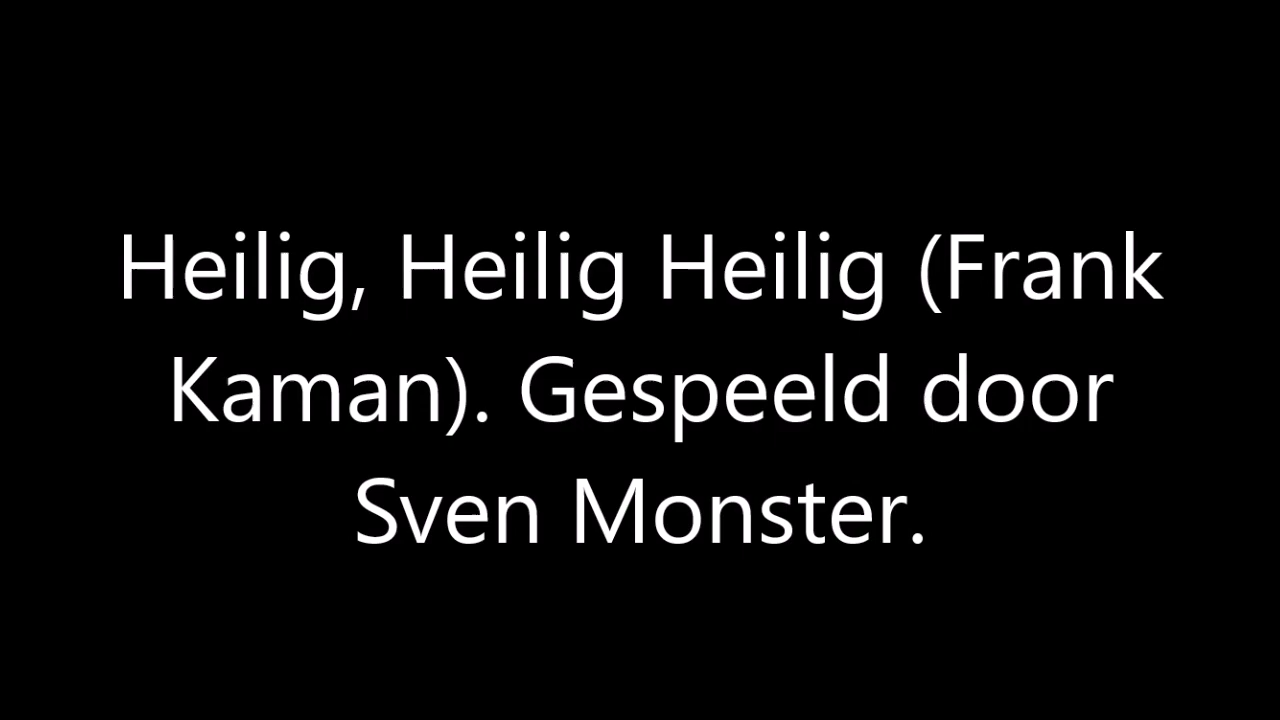 Heilig, Heilig Heilig (Frank
Kaman). Gespeeld door
Sven Monster.